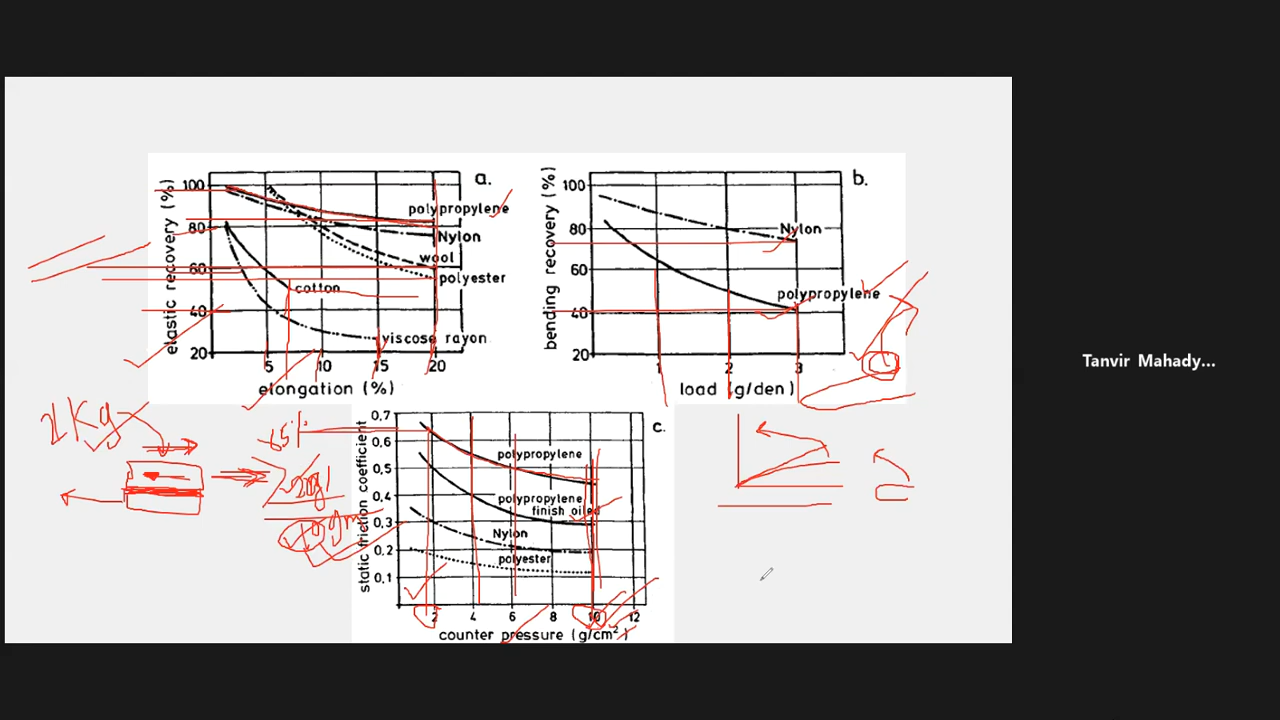 a.
100
80
60
40
20
elastic recovery (%)
polypropylene
Nylon
wool
polyester
cotton
viscose rayon
5 10 15 20
elongation (%)
b.
100
80
60
40
20
bending recovery (%)
Nylon
polypropylene
1 2 3
load (g/den)
Tanvir Mahady...
2 Kg
c.
0,7
0,6
0,5
0,4
0,3
0,2
0,1
static friction coefficient
polypropylene
polypropylene
finish oiled
Nylon
polyester
2 4 6 8 10 12
counter pressure (g/cm²)